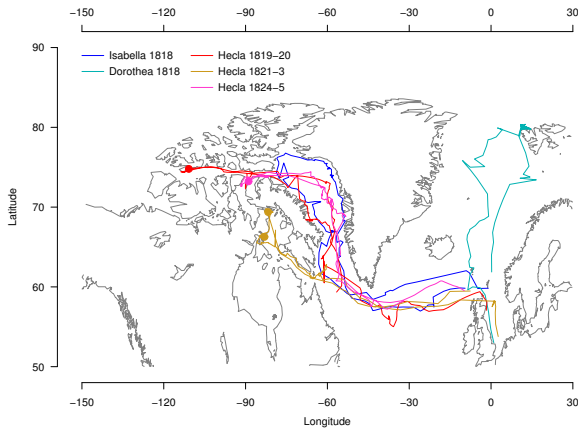 −150 −120 −90 −60 −30 0 30
90
Isabella 1818 Hecla 1819−20
Dorothea 1818 Hecla 1821−3
Hecla 1824−5
80
70
Latitude
60
50
−150 −120 −90 −60 −30 0 30
Longitude